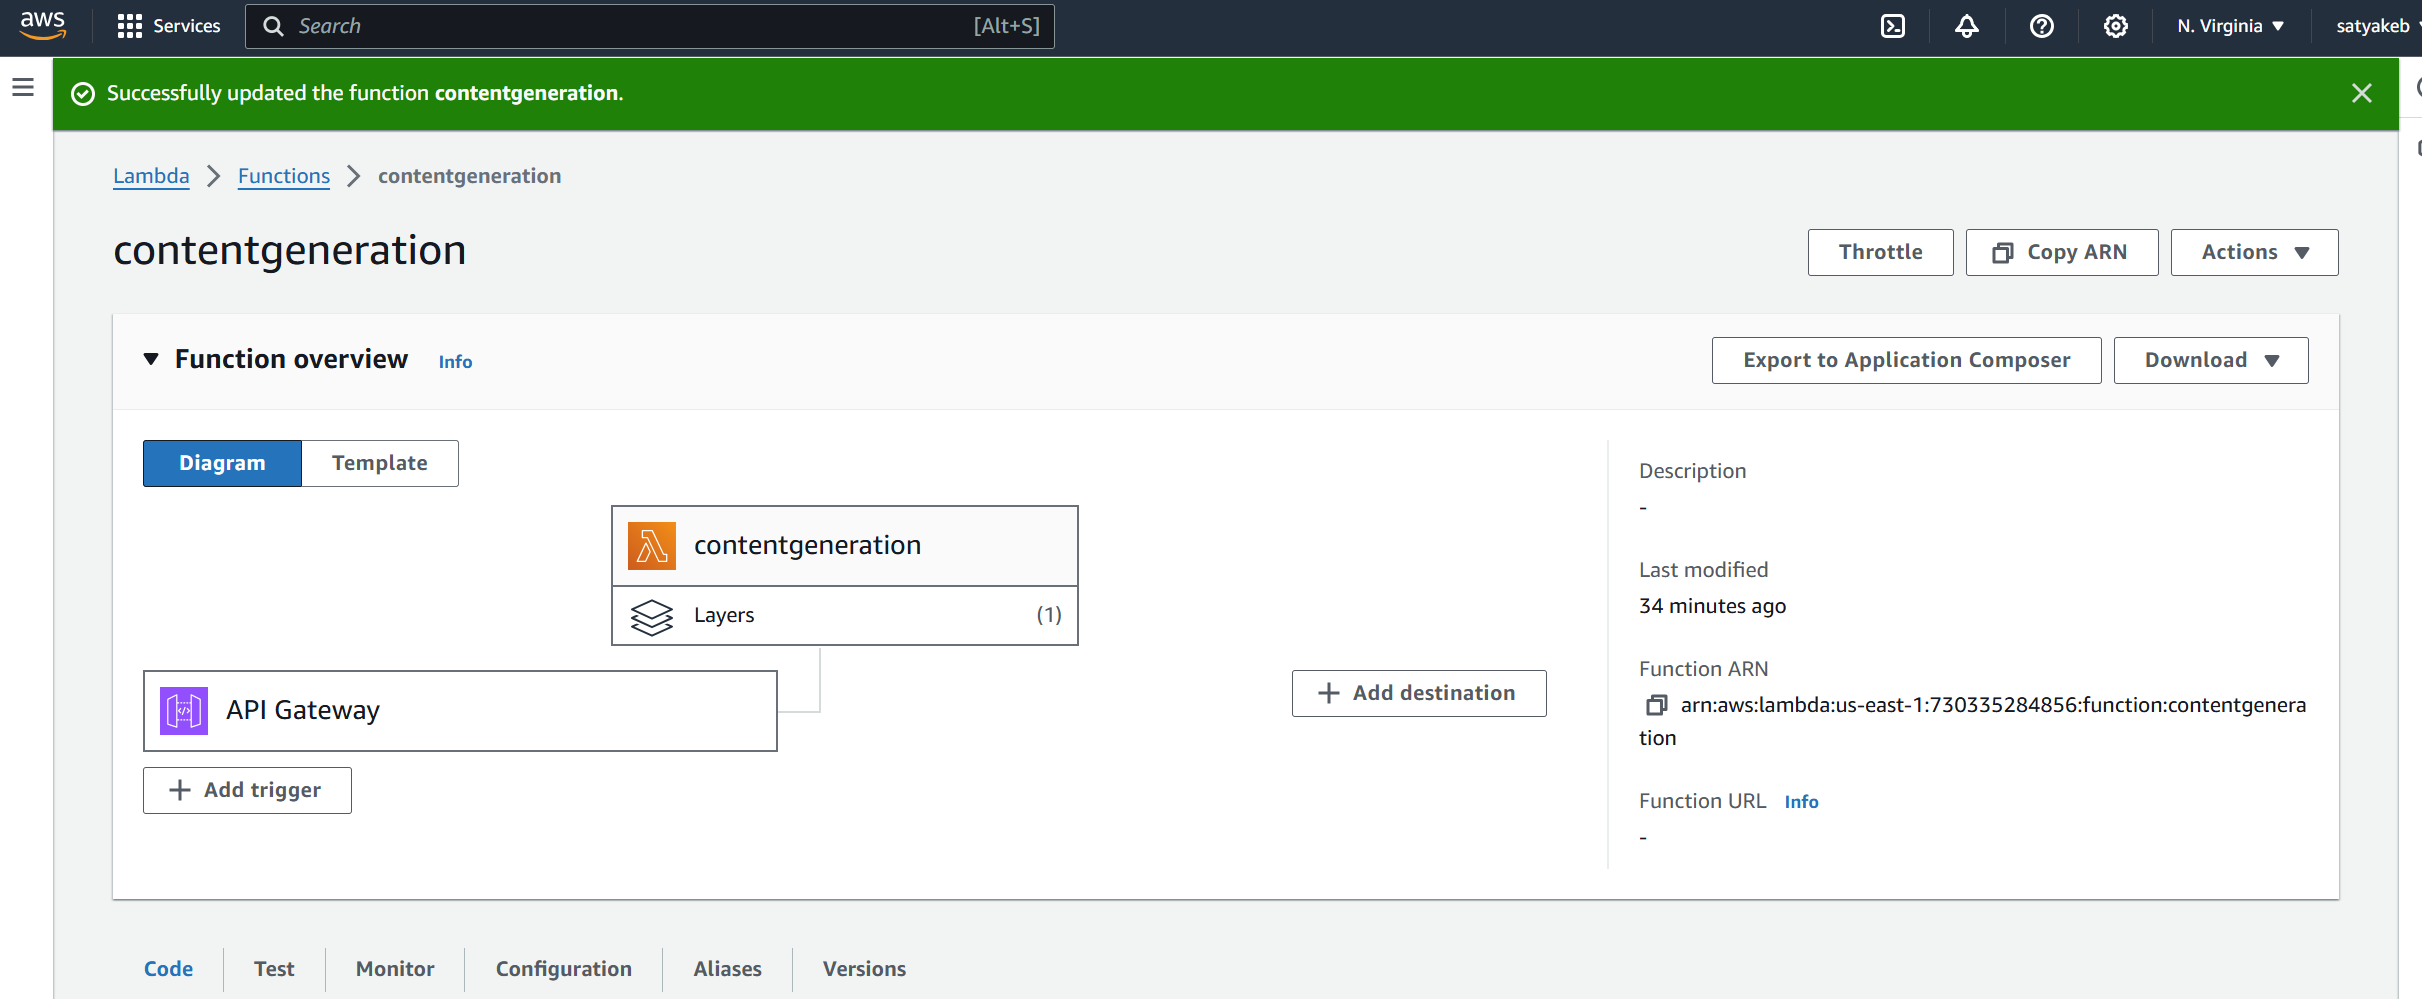 aws Services Search [Alt+S] N. Virginia satyakeb
Successfully updated the function contentgeneration.
Lambda Functions contentgeneration
contentgeneration
Throttle Copy ARN Actions
Function overview Info
Export to Application Composer Download
Diagram Template
contentgeneration
Layers (1)
API Gateway
Add trigger
Add destination
Description
-
Last modified
34 minutes ago
Function ARN
arn:aws:lambda:us-east-1:730335284856:function:contentgenera
tion
Function URL Info
-
Code Test Monitor Configuration Aliases Versions